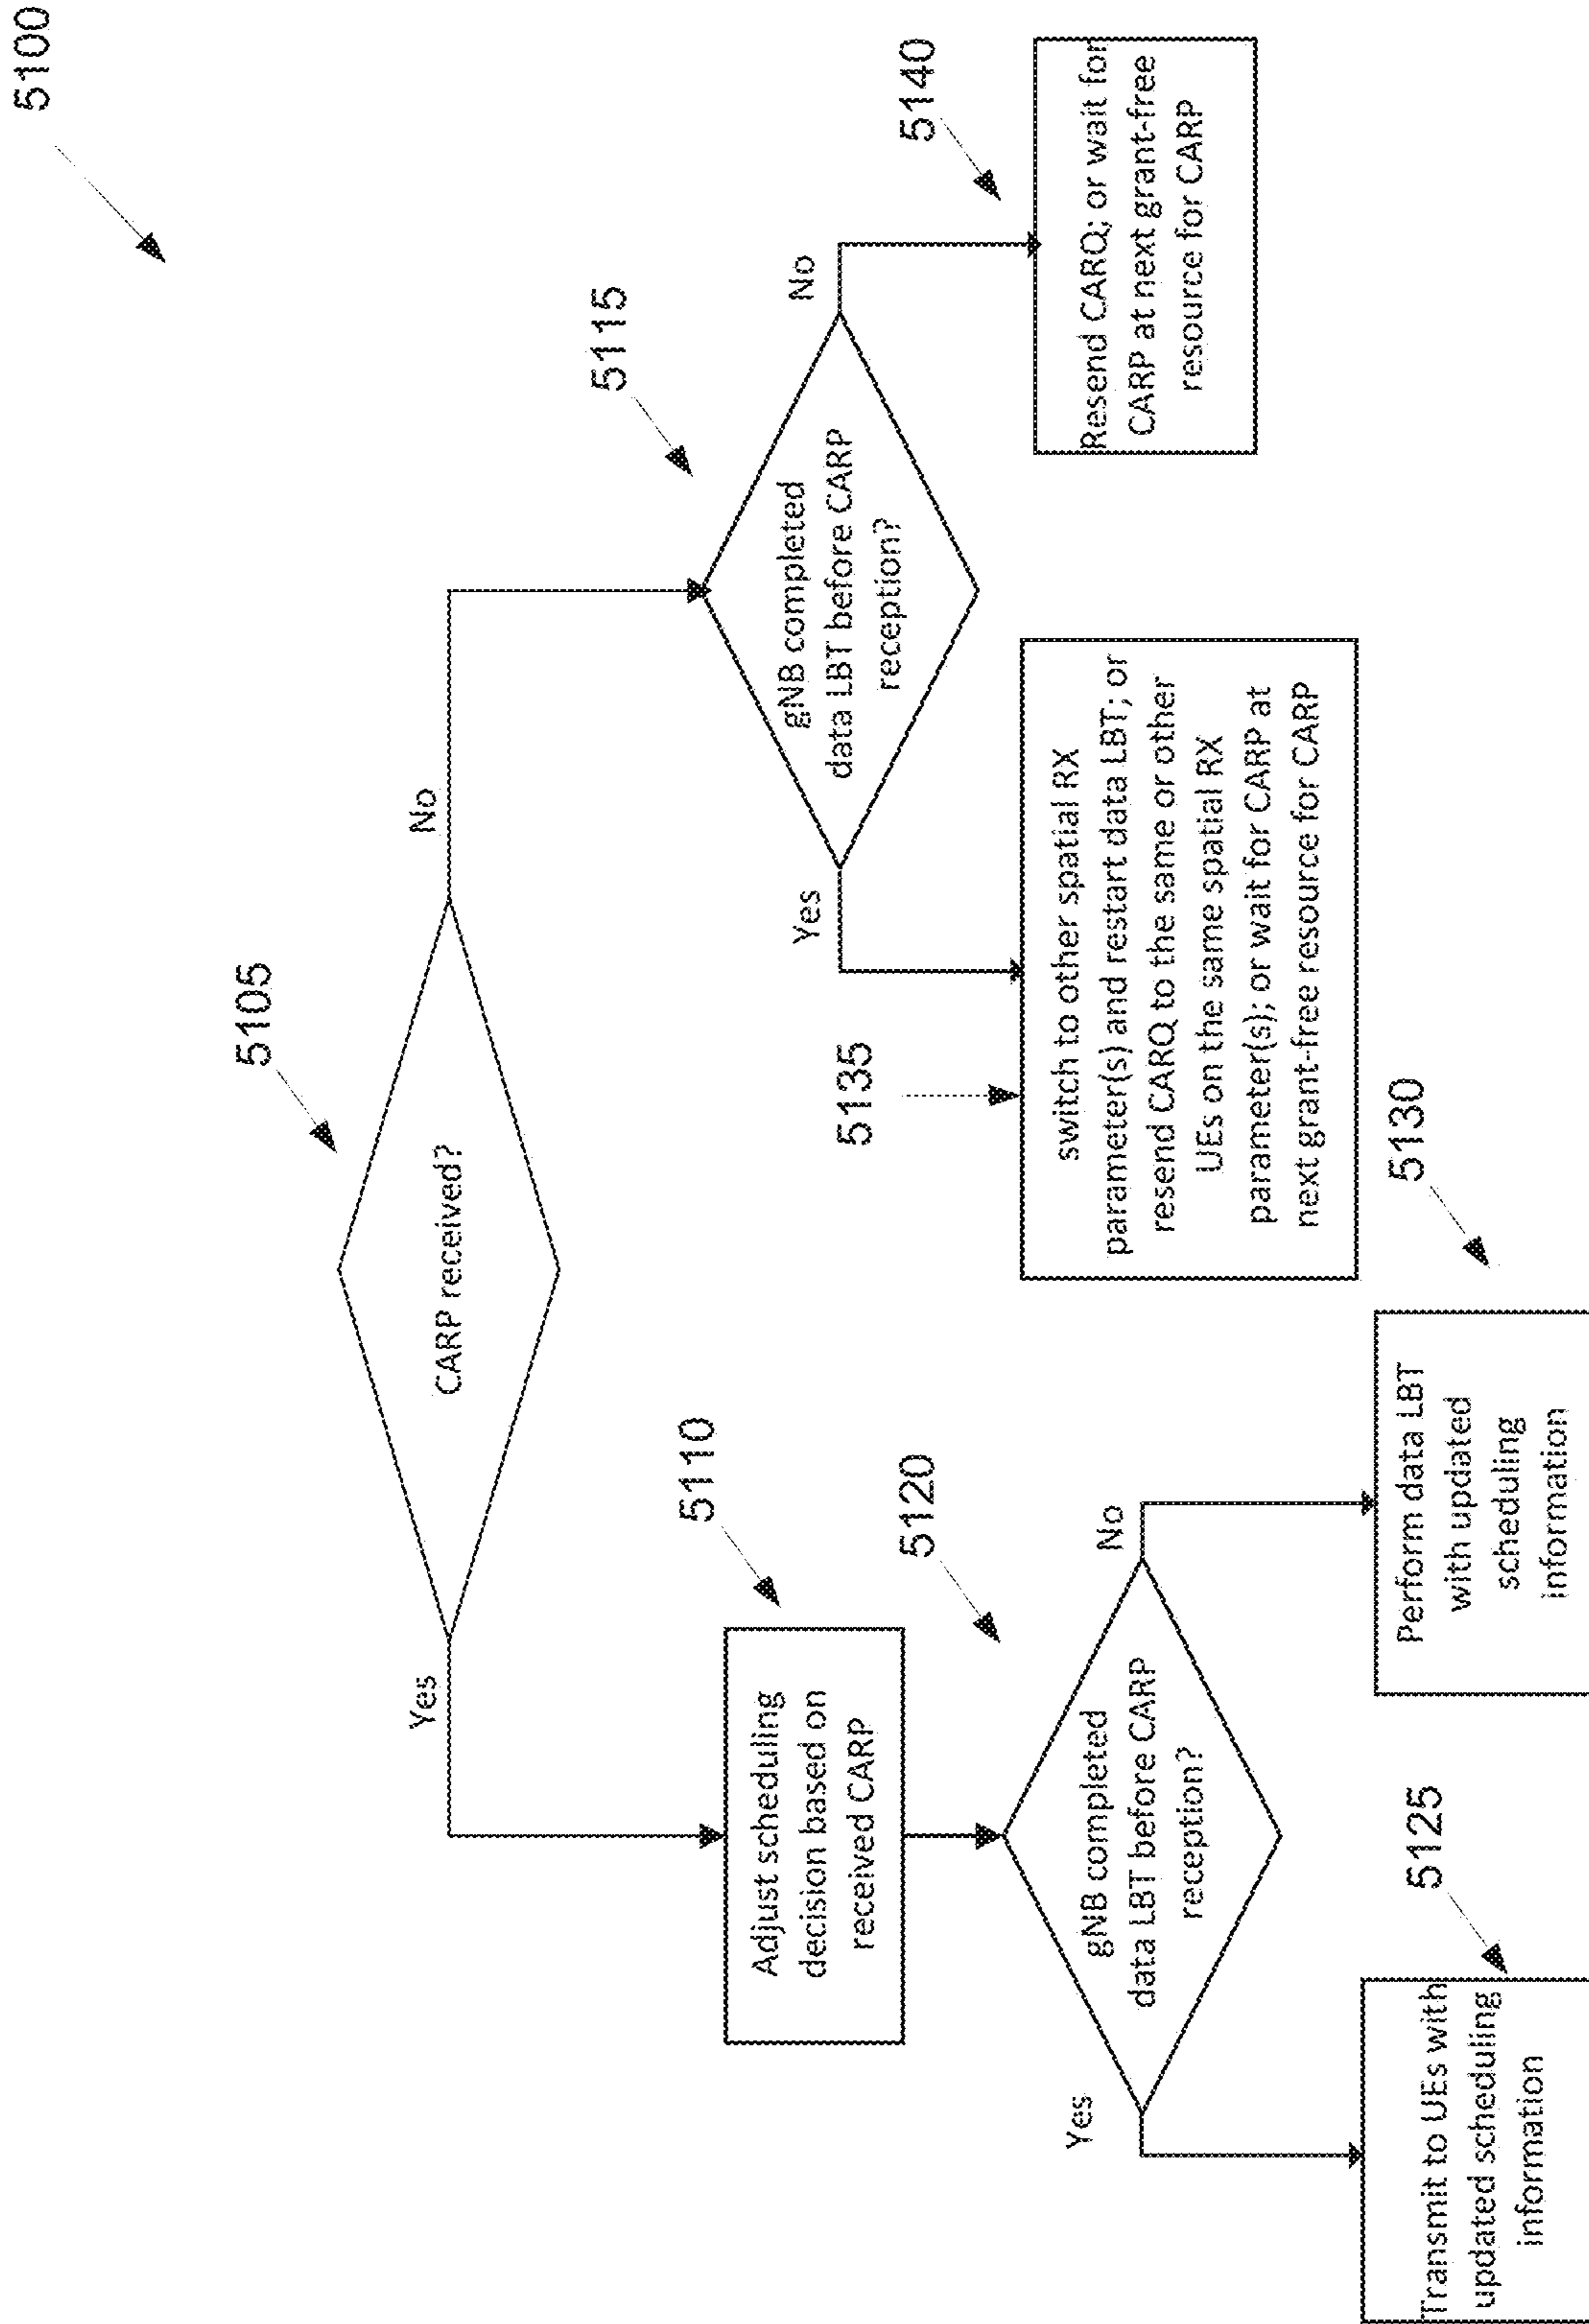 5100
5105
CARP received?
Yes
No
5110
Adjust scheduling
decision based on
received CARP
5115
gNB completed
data LBT before CARP
reception?
Yes
No
5120
gNB completed
data LBT before CARP
reception?
Yes
No
5135
switch to other spatial RX
parameter(s) and restart data LBT; or
resend CARQ to the same or other
UEs on the same spatial RX
parameter(s); or wait for CARP at
next grant-free resource for CARP
5140
Resend CARQ; or wait for
CARP at next grant-free
resource for CARP
5125
Transmit to UEs with
updated scheduling
information
5130
Perform data LBT
with updated
scheduling
information